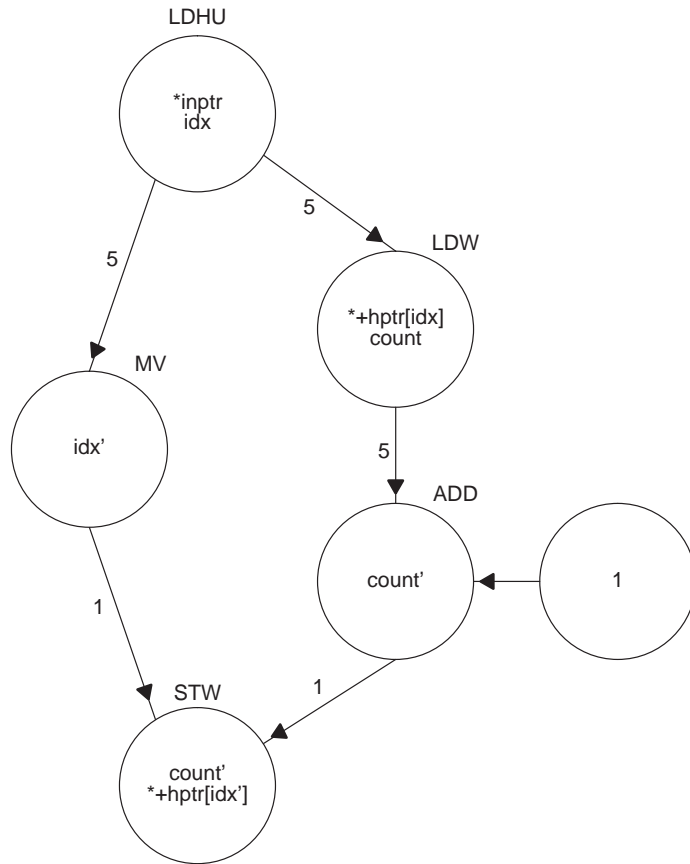 LDHU
*inptr
idx
5
5
LDW
*+hptr[idx]
count
MV
idx’
5
ADD
count’
1
1
1
STW
count’
*+hptr[idx’]